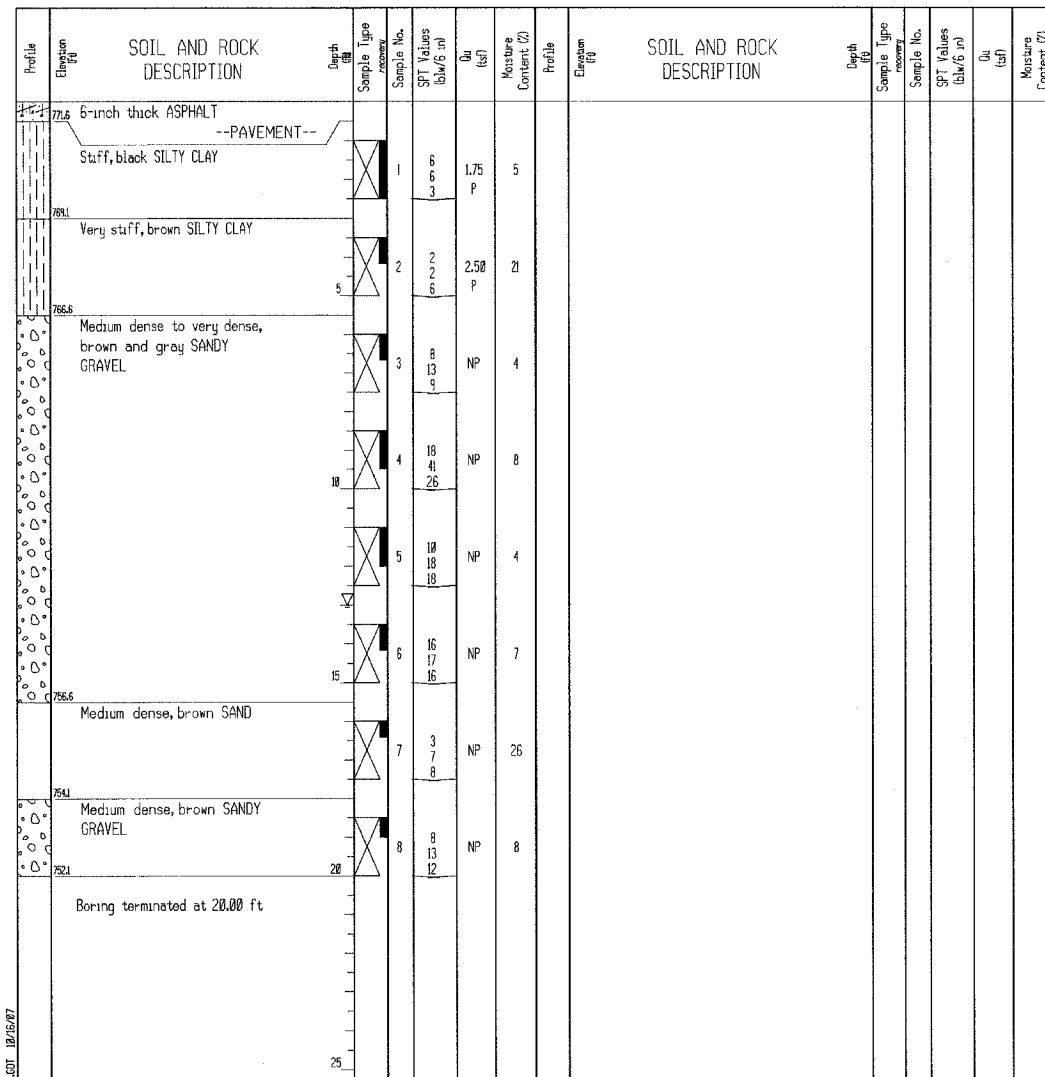 Profile
Elevation (ft)
SOIL AND ROCK DESCRIPTION
Depth (ft)
Sample Type
recovery
Sample No.
SPT Values (blw/6 in)
Qu (tsf)
Moisture Content (%)
Profile
Elevation (ft)
SOIL AND ROCK DESCRIPTION
Depth (ft)
Sample Type
recovery
Sample No.
SPT Values (blw/6 in)
Qu (tsf)
Moisture Content (%)
771.6 6-inch thick ASPHALT
--PAVEMENT--
Stiff, black SILTY CLAY
1
6
6
3
1.75
P
5
769.1
Very stiff, brown SILTY CLAY
2
2
2
6
2.50
P
21
5
766.6
Medium dense to very dense,
brown and gray SANDY
GRAVEL
3
8
13
9
NP
4
4
18
41
26
NP
8
10
5
10
18
18
NP
4
6
16
17
16
NP
7
15
756.6
Medium dense, brown SAND
7
3
7
8
NP
26
754.1
Medium dense, brown SANDY
GRAVEL
8
8
13
12
NP
8
752.1
20
Boring terminated at 20.00 ft
25
.GDT 10/16/07